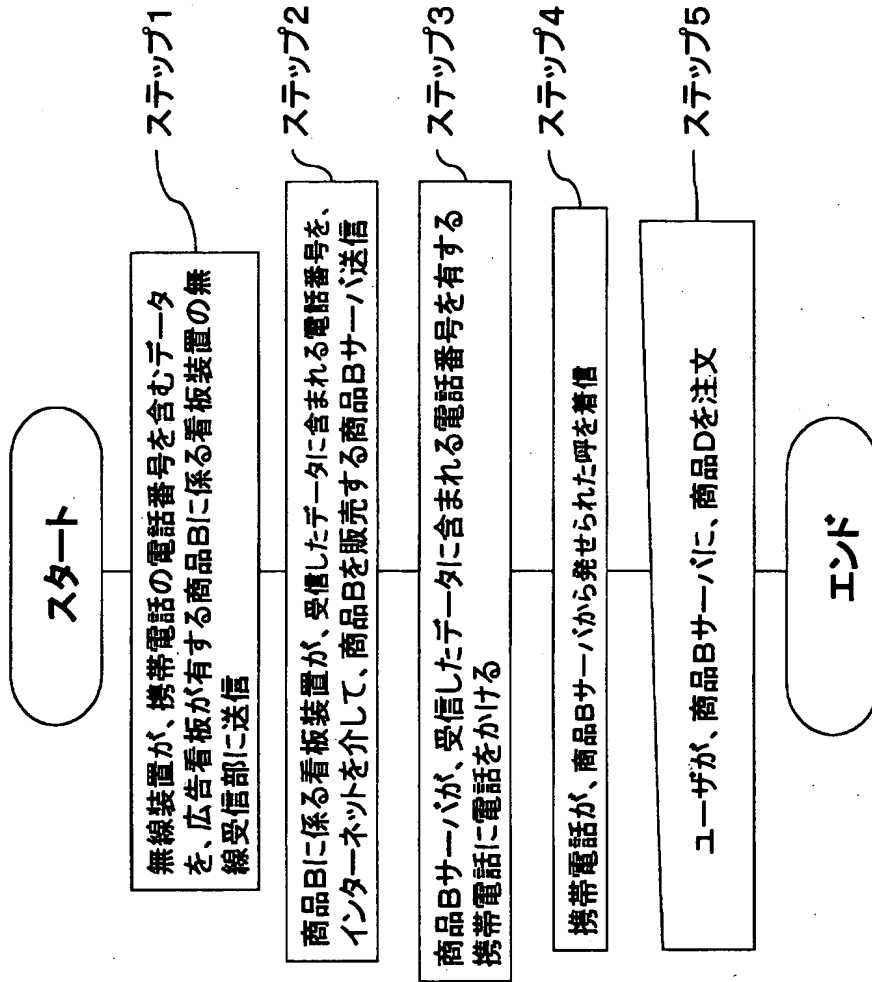 スタート
無線装置が、携帯電話の電話番号を含むデータ
を、広告看板が有する商品Bに係る看板装置の無
線受信部に送信
ステップ1
商品Bに係る看板装置が、受信したデータに含まれる電話番号を、
インターネットを介して、商品Bを販売する商品Bサーバ送信
ステップ2
商品Bサーバが、受信したデータに含まれる電話番号を有する
携帯電話に電話をかける
ステップ3
携帯電話が、商品Bサーバから発せられた呼を着信
ステップ4
ユーザが、商品Bサーバに、商品Dを注文
ステップ5
エンド